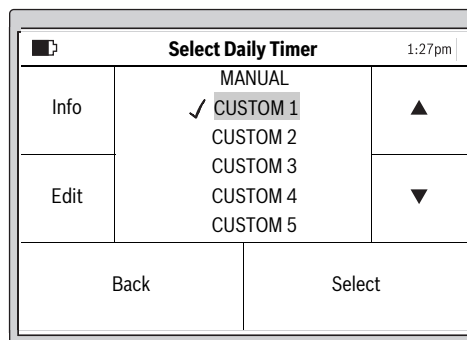 Select Daily Timer 1:27pm
MANUAL
Info
CUSTOM 1
CUSTOM 2
CUSTOM 3
Edit
CUSTOM 4
CUSTOM 5
Back Select